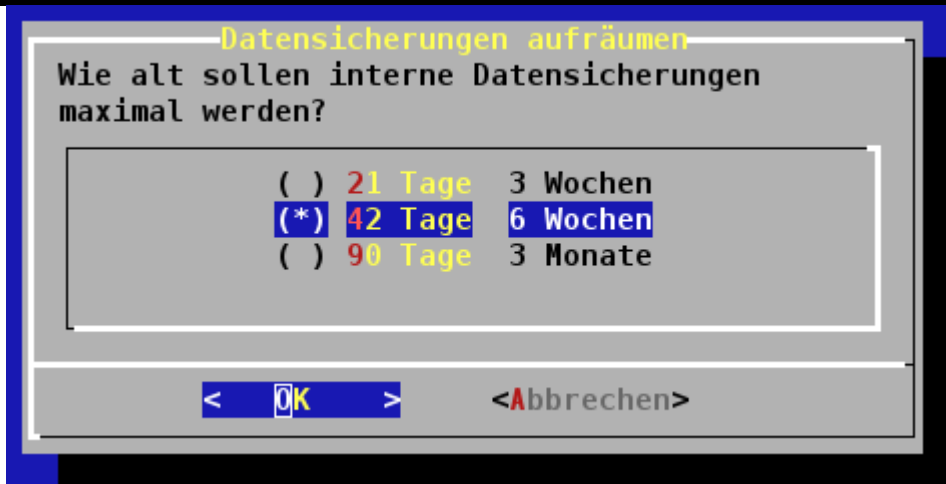 Datensicherungen aufräumen
Wie alt sollen interne Datensicherungen
maximal werden?
( ) 21 Tage 3 Wochen
(*) 42 Tage 6 Wochen
( ) 90 Tage 3 Monate
< OK > <Abbrechen>